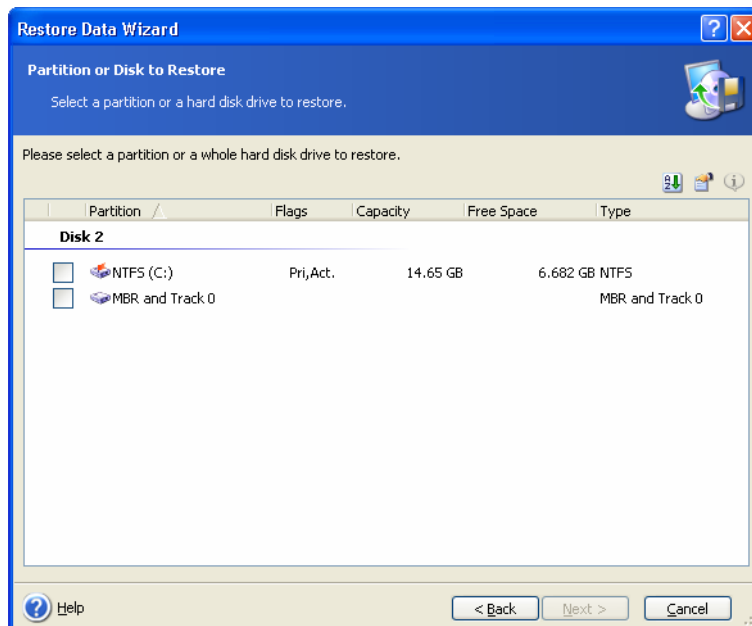 Restore Data Wizard
Partition or Disk to Restore
Select a partition or a hard disk drive to restore.
Please select a partition or a whole hard disk drive to restore.
Partition Flags Capacity Free Space Type
Disk 2
NTFS (C:) Pri,Act. 14.65 GB 6.682 GB NTFS
MBR and Track 0 MBR and Track 0
Help < Back Next > Cancel